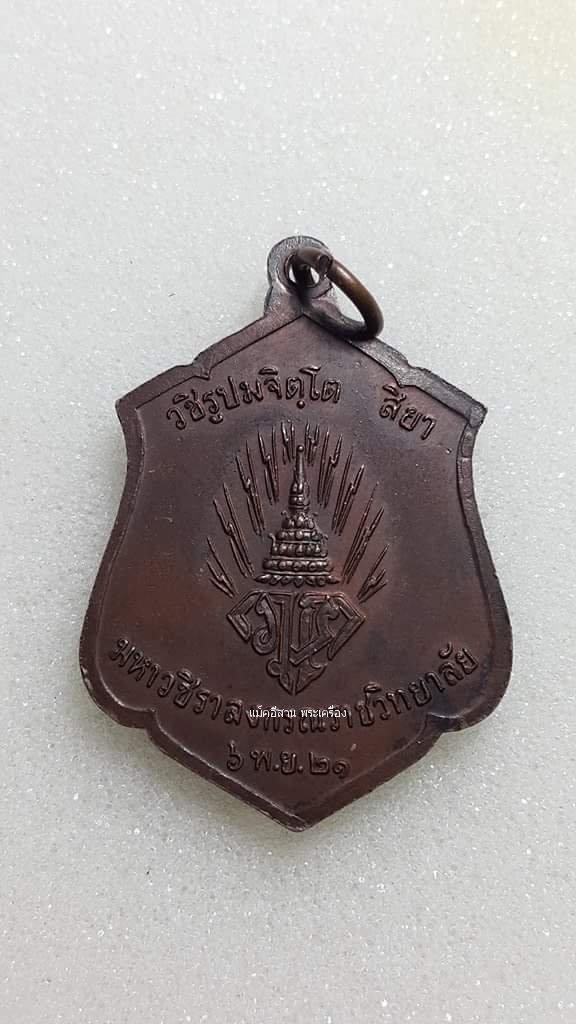 วชิรูปมจิตฺโต สิยา
มหาวชิราลงกรณราชวิทยาลัย
แม็คอีสาน พระเครื่อง
๖ พ.ย. ๒๑